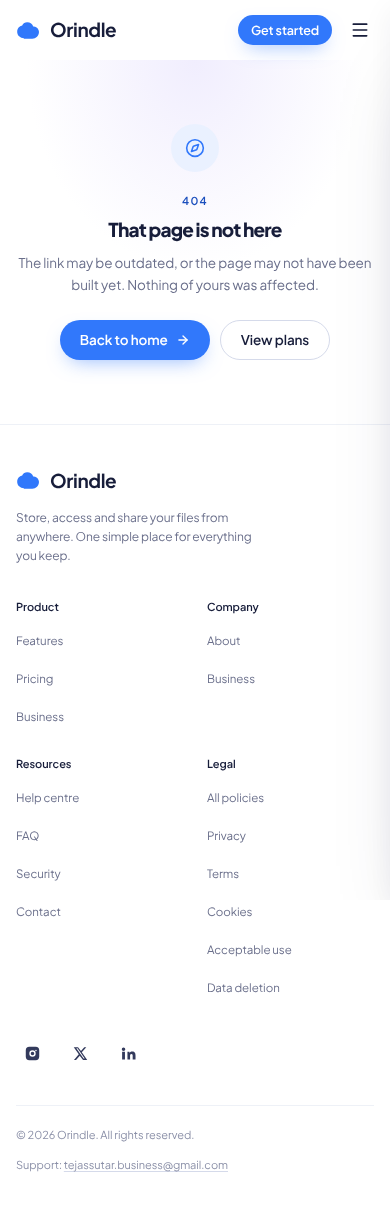 Orindle
Get started
404
That page is not here
The link may be outdated, or the page may not have been
built yet. Nothing of yours was affected.
Back to home
View plans
Orindle
Store, access and share your files from
anywhere. One simple place for everything
you keep.
Product
Features
Pricing
Business
Company
About
Business
Resources
Help centre
FAQ
Security
Contact
Legal
All policies
Privacy
Terms
Cookies
Acceptable use
Data deletion
© 2026 Orindle. All rights reserved.
Support: tejassutar.business@gmail.com